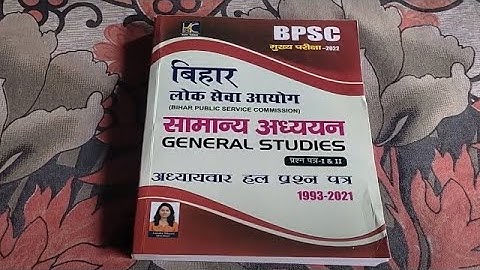 BPSC
मुख्य परीक्षा-2022
बिहार
लोक सेवा आयोग
(BIHAR PUBLIC SERVICE COMMISSION)
सामान्य अध्ययन
GENERAL STUDIES
प्रश्न पत्र-I & II
अध्यायवार हल प्रश्न पत्र
1993-2021